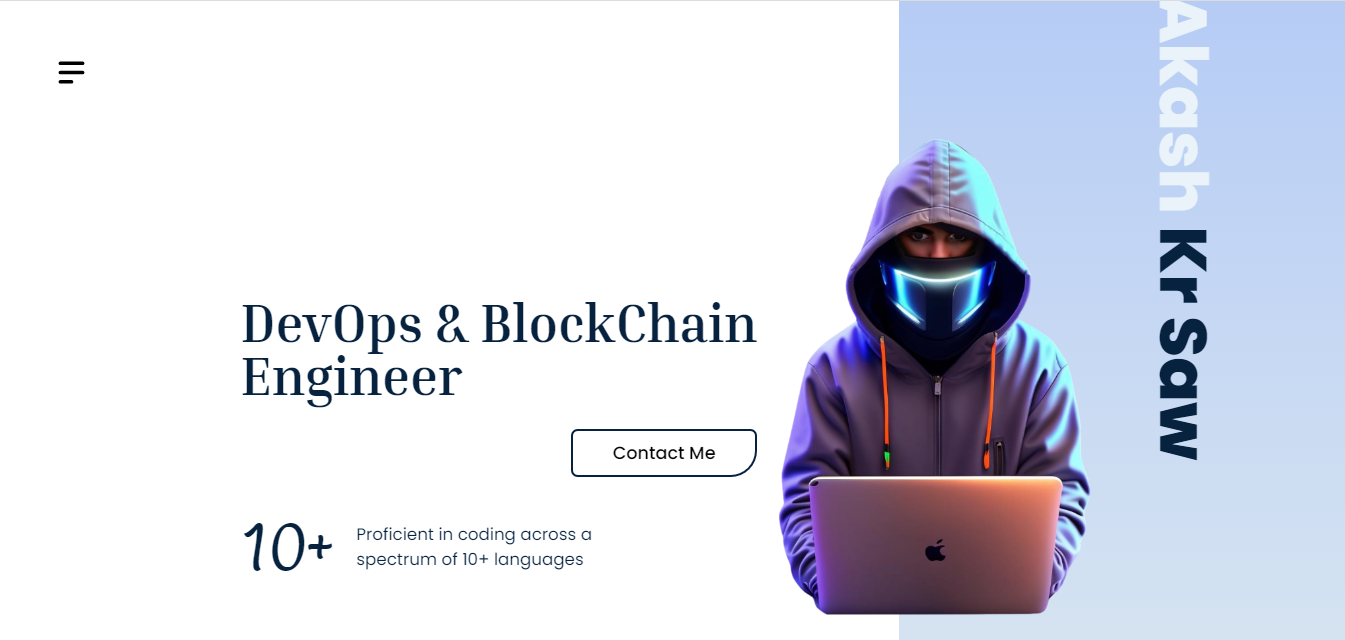 DevOps & BlockChain
Engineer
Contact Me
10+
Proficient in coding across a
spectrum of 10+ languages
Akash Kr Saw